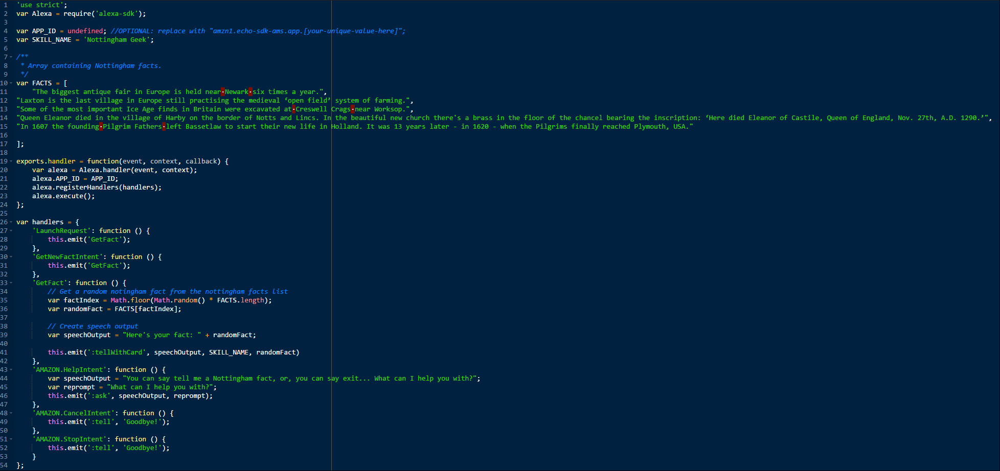 1 'use strict';
2 var Alexa = require('alexa-sdk');
3
4 var APP_ID = undefined; //OPTIONAL: replace with "amzn1.echo-sdk-ams.app.[your-unique-value-here]";
5 var SKILL_NAME = 'Nottingham Geek';
6
7 /**
8  * Array containing Nottingham facts.
9  */
10 var FACTS = [
11     "The biggest antique fair in Europe is held near·Newark·six times a year.",
12 "Laxton is the last village in Europe still practising the medieval ‘open field’ system of farming.",
13 "Some of the most important Ice Age finds in Britain were excavated at·Creswell Crags·near Worksop.",
14 "Queen Eleanor died in the village of Harby on the border of Notts and Lincs. In the beautiful new church there's a brass in the floor of the chancel bearing the inscription: ‘Here died Eleanor of Castile, Queen of England, Nov. 27th, A.D. 1290.’",
15 "In 1607 the founding·Pilgrim Fathers·left Bassetlaw to start their new life in Holland. It was 13 years later - in 1620 - when the Pilgrims finally reached Plymouth, USA."
16
17 ];
18
19 exports.handler = function(event, context, callback) {
20     var alexa = Alexa.handler(event, context);
21     alexa.APP_ID = APP_ID;
22     alexa.registerHandlers(handlers);
23     alexa.execute();
24 };
25
26 var handlers = {
27     'LaunchRequest': function () {
28         this.emit('GetFact');
29     },
30     'GetNewFactIntent': function () {
31         this.emit('GetFact');
32     },
33     'GetFact': function () {
34         // Get a random notingham fact from the nottingham facts list
35         var factIndex = Math.floor(Math.random() * FACTS.length);
36         var randomFact = FACTS[factIndex];
37
38         // Create speech output
39         var speechOutput = "Here's your fact: " + randomFact;
40
41         this.emit(':tellWithCard', speechOutput, SKILL_NAME, randomFact)
42     },
43     'AMAZON.HelpIntent': function () {
44         var speechOutput = "You can say tell me a Nottingham fact, or, you can say exit... What can I help you with?";
45         var reprompt = "What can I help you with?";
46         this.emit(':ask', speechOutput, reprompt);
47     },
48     'AMAZON.CancelIntent': function () {
49         this.emit(':tell', 'Goodbye!');
50     },
51     'AMAZON.StopIntent': function () {
52         this.emit(':tell', 'Goodbye!');
53     }
54 };